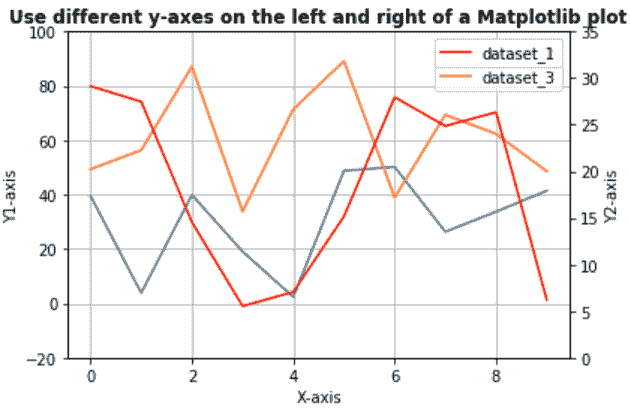 Use different y-axes on the left and right of a Matplotlib plot
100
80
60
40
20
0
−20
Y1-axis
dataset_1
dataset_3
35
30
25
20
15
10
5
0
Y2-axis
0 2 4 6 8
X-axis